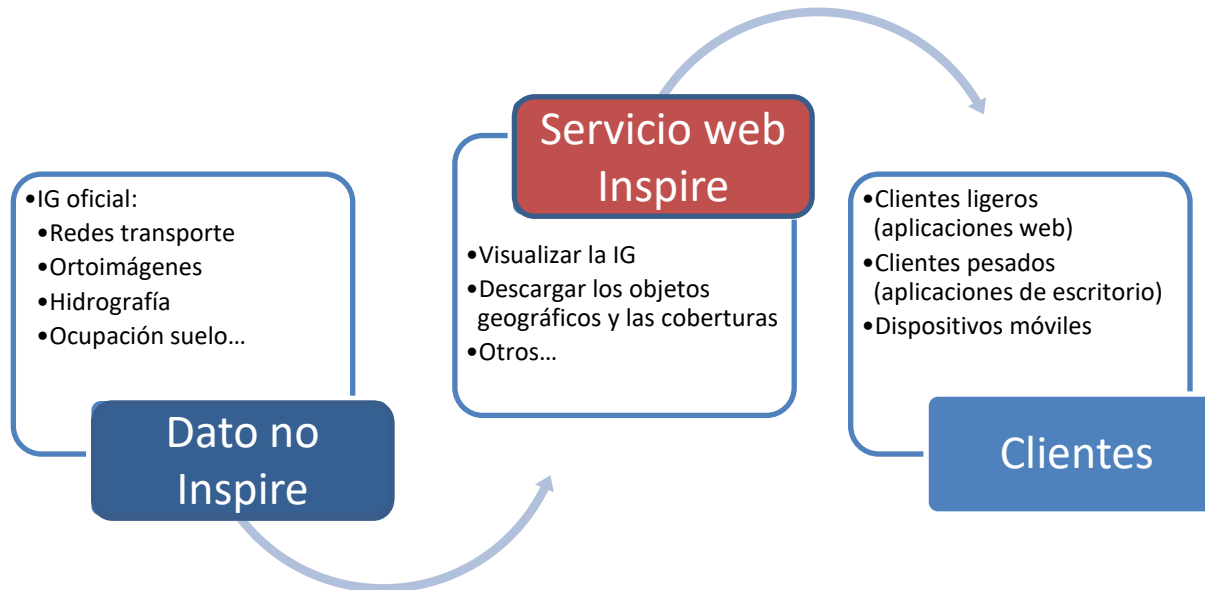 •IG oficial:
•Redes transporte
•Ortoimágenes
•Hidrografía
•Ocupación suelo...
Dato no
Inspire
Servicio web
Inspire
•Visualizar la IG
•Descargar los objetos
geográficos y las coberturas
•Otros...
•Clientes ligeros
(aplicaciones web)
•Clientes pesados
(aplicaciones de escritorio)
•Dispositivos móviles
Clientes